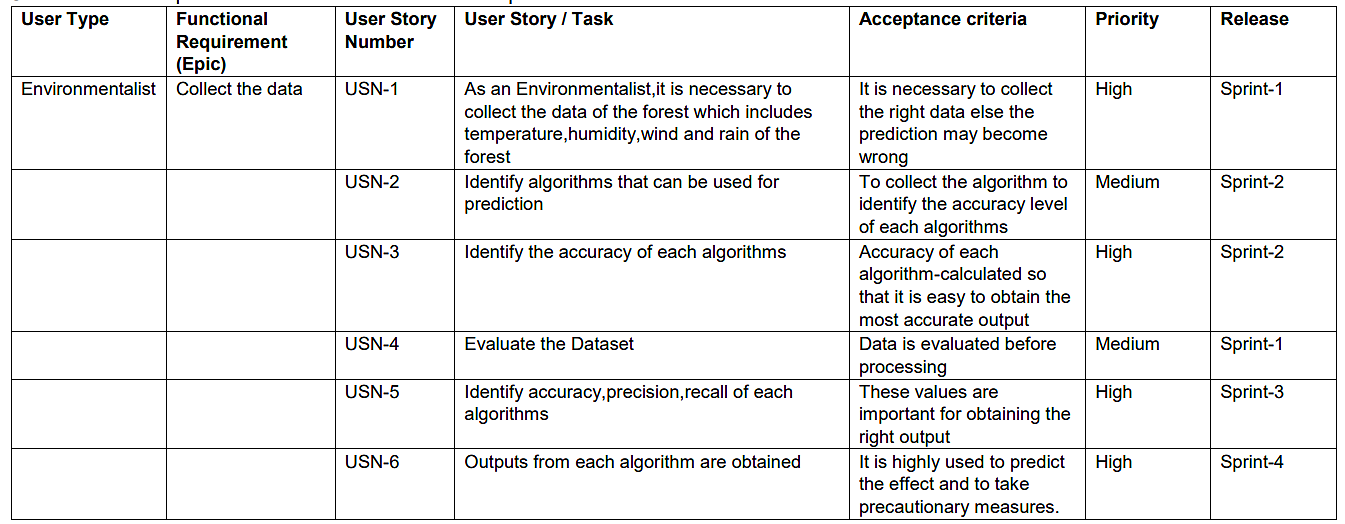 User Type
Functional
Requirement
(Epic)
User Story
Number
User Story / Task
Acceptance criteria
Priority
Release
Environmentalist
Collect the data
USN-1
As an Environmentalist,it is necessary to
collect the data of the forest which includes
temperature,humidity,wind and rain of the
forest
It is necessary to collect
the right data else the
prediction may become
wrong
High
Sprint-1
USN-2
Identify algorithms that can be used for
prediction
To collect the algorithm to
identify the accuracy level
of each algorithms
Medium
Sprint-2
USN-3
Identify the accuracy of each algorithms
Accuracy of each
algorithm-calculated so
that it is easy to obtain the
most accurate output
High
Sprint-2
USN-4
Evaluate the Dataset
Data is evaluated before
processing
Medium
Sprint-1
USN-5
Identify accuracy,precision,recall of each
algorithms
These values are
important for obtaining the
right output
High
Sprint-3
USN-6
Outputs from each algorithm are obtained
It is highly used to predict
the effect and to take
precautionary measures.
High
Sprint-4